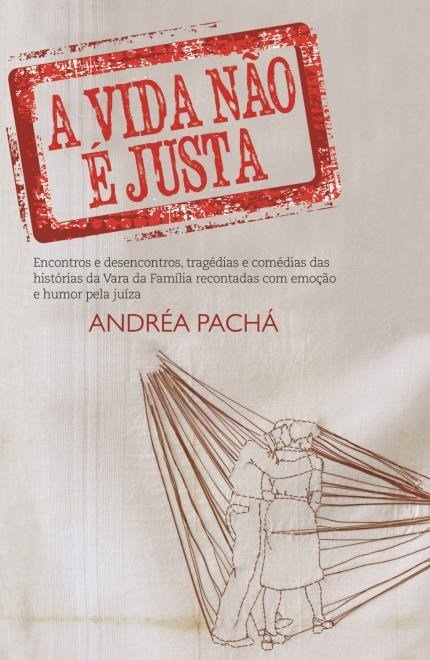 A VIDA NÃO
É JUSTA
Encontros e desencontros, tragédias e comédias das
histórias da Vara da Família recontadas com emoção
e humor pela juíza
ANDRÉA PACHÁ